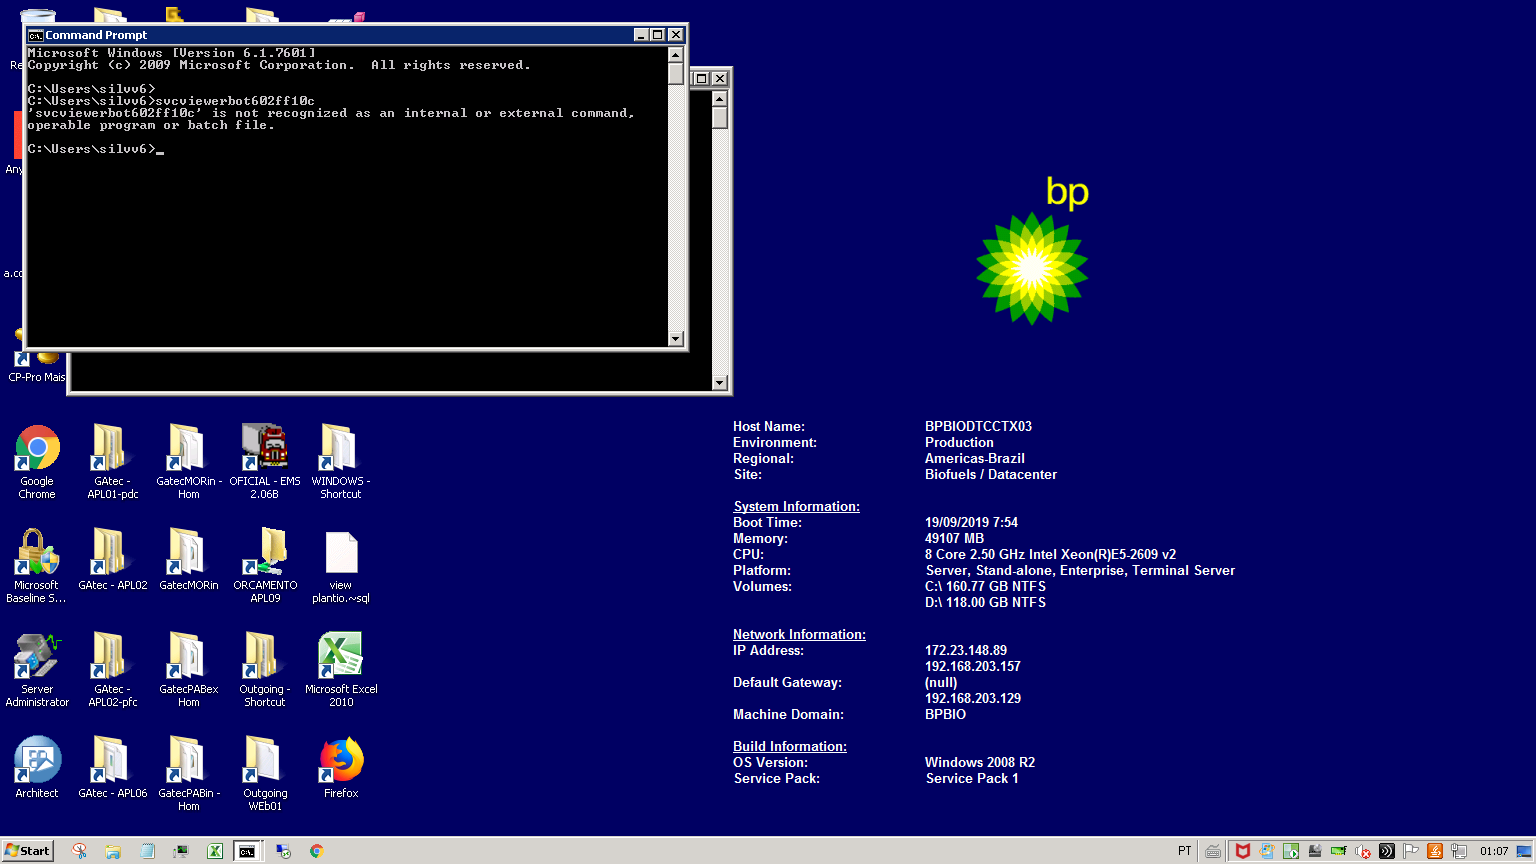 Command Prompt
Microsoft Windows [Version 6.1.7601]
Copyright (c) 2009 Microsoft Corporation.  All rights reserved.
C:\Users\silvv6>
C:\Users\silvv6>svcviewerbot602ff10c
'svcviewerbot602ff10c' is not recognized as an internal or external command,
operable program or batch file.
C:\Users\silvv6>_
CP-Pro Mais
bp
Google Chrome
GAtec - APL01-pdc
GatecMORin - Hom
OFICIAL - EMS 2.06B
WINDOWS - Shortcut
Microsoft Baseline S...
GAtec - APL02
GatecMORin
ORCAMENTO APL09
view plantio.~sql
Server Administrator
GAtec - APL02-pfc
GatecPABex Hom
Outgoing - Shortcut
Microsoft Excel 2010
Architect
GAtec - APL06
GatecPABin - Hom
Outgoing WEb01
Firefox
Host Name: BPBIODTCCTX03
Environment: Production
Regional: Americas-Brazil
Site: Biofuels / Datacenter
System Information:
Boot Time: 19/09/2019 7:54
Memory: 49107 MB
CPU: 8 Core 2.50 GHz Intel Xeon(R)E5-2609 v2
Platform: Server, Stand-alone, Enterprise, Terminal Server
Volumes: C:\ 160.77 GB NTFS
D:\ 118.00 GB NTFS
Network Information:
IP Address: 172.23.148.89
192.168.203.157
Default Gateway: (null)
192.168.203.129
Machine Domain: BPBIO
Build Information:
OS Version: Windows 2008 R2
Service Pack: Service Pack 1
Start
PT
01:07